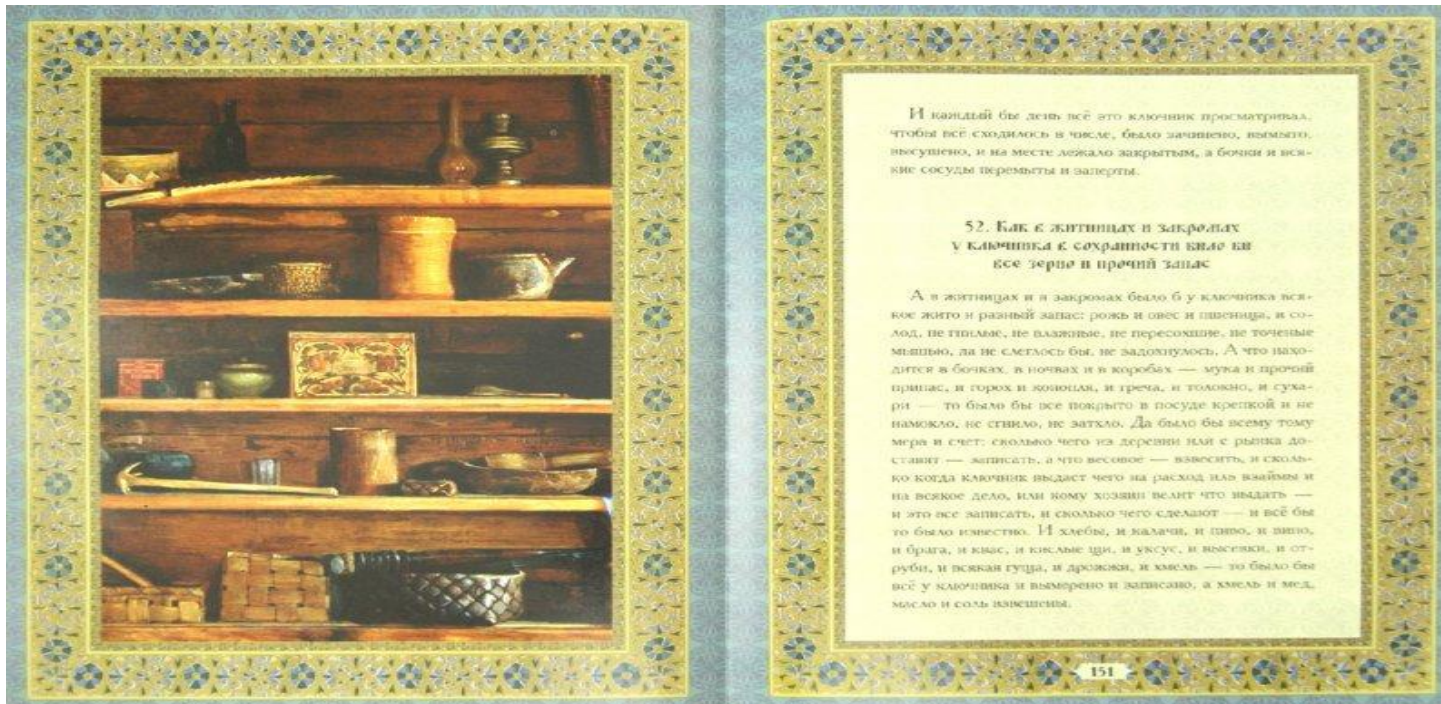 И каждый бы день всё это ключник просматривал,
чтобы все сходилось в числе, было зачинено, вымыто,
высушено, и на месте лежало закрытым, а бочки и вся-
кие сосуды перемыты и заперты.
52. Как в житницах и закромах
у ключника в сохранности было бы
все зерно и прочий запас
А в житницах и в закромах было б у ключника вся-
кое жито и разный запас: рожь и овес и пшеница, и со-
лод, не гнилые, не влажные, не пересохшие, не точеные
мышью, да не слеглось бы, не задохнулось. А что нахо-
дится в бочках, в ночвах и в коробах — мука и прочий
припас, и горох и конопля, и греча, и толокно, и суха-
ри — то было бы все покрыто в посуде крепкой и не
намокло, не сгнило, не затхло. Да было бы всему тому
мера и счет: сколько чего из деревни или с рынка до-
ставят — записать, а что весовое — взвесить, и сколь-
ко когда ключник выдаст чего на расход иль взаймы и
на всякое дело, или кому хозяин велит что выдать —
и это все записать, и сколько чего сделают — и всё бы
то было известно. И хлебы, и калачи, и пиво, и вино,
и брага, и квас, и кислые щи, и уксус, и высевки, и от-
руби, и всякая гуща, и дрожжи, и хмель — то было бы
всё у ключника и вымерено и записано, а хмель и мед,
масло и соль взвешены.
151